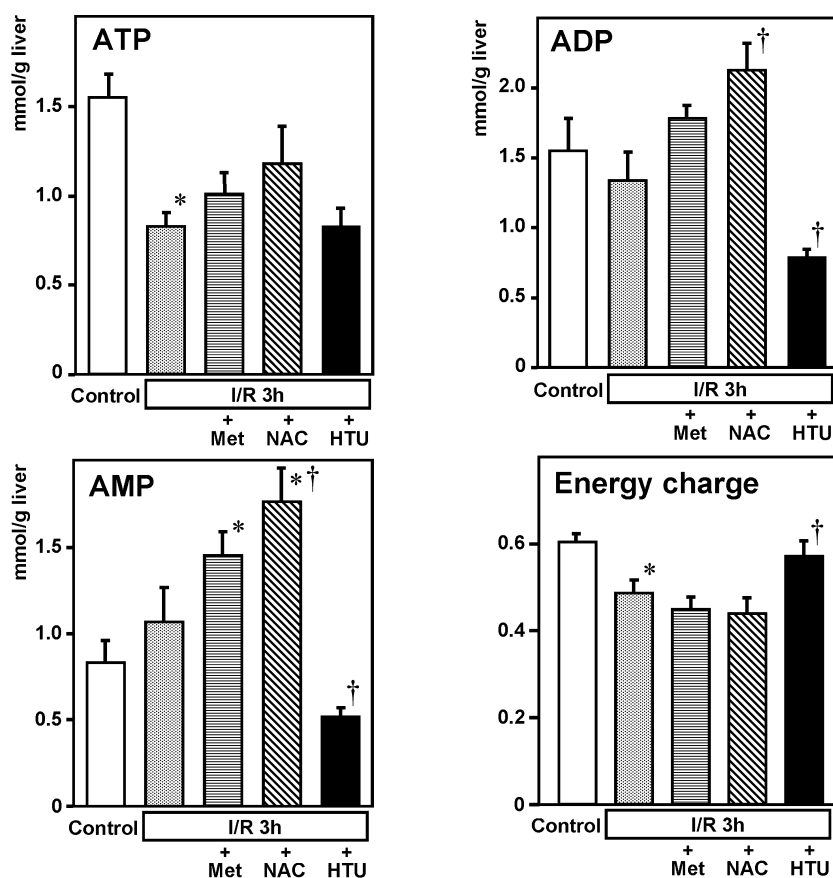 ATP
mmol/g liver
1.5
1.0
0.5
0
*
Control
I/R 3h
+ + +
Met NAC HTU
ADP
mmol/g liver
2.0
1.5
1.0
0.5
0
†
†
Control
I/R 3h
+ + +
Met NAC HTU
AMP
mmol/g liver
1.5
1.0
0.5
0
*
*†
†
Control
I/R 3h
+ + +
Met NAC HTU
Energy charge
0.6
0.4
0.2
0
*
†
Control
I/R 3h
+ + +
Met NAC HTU